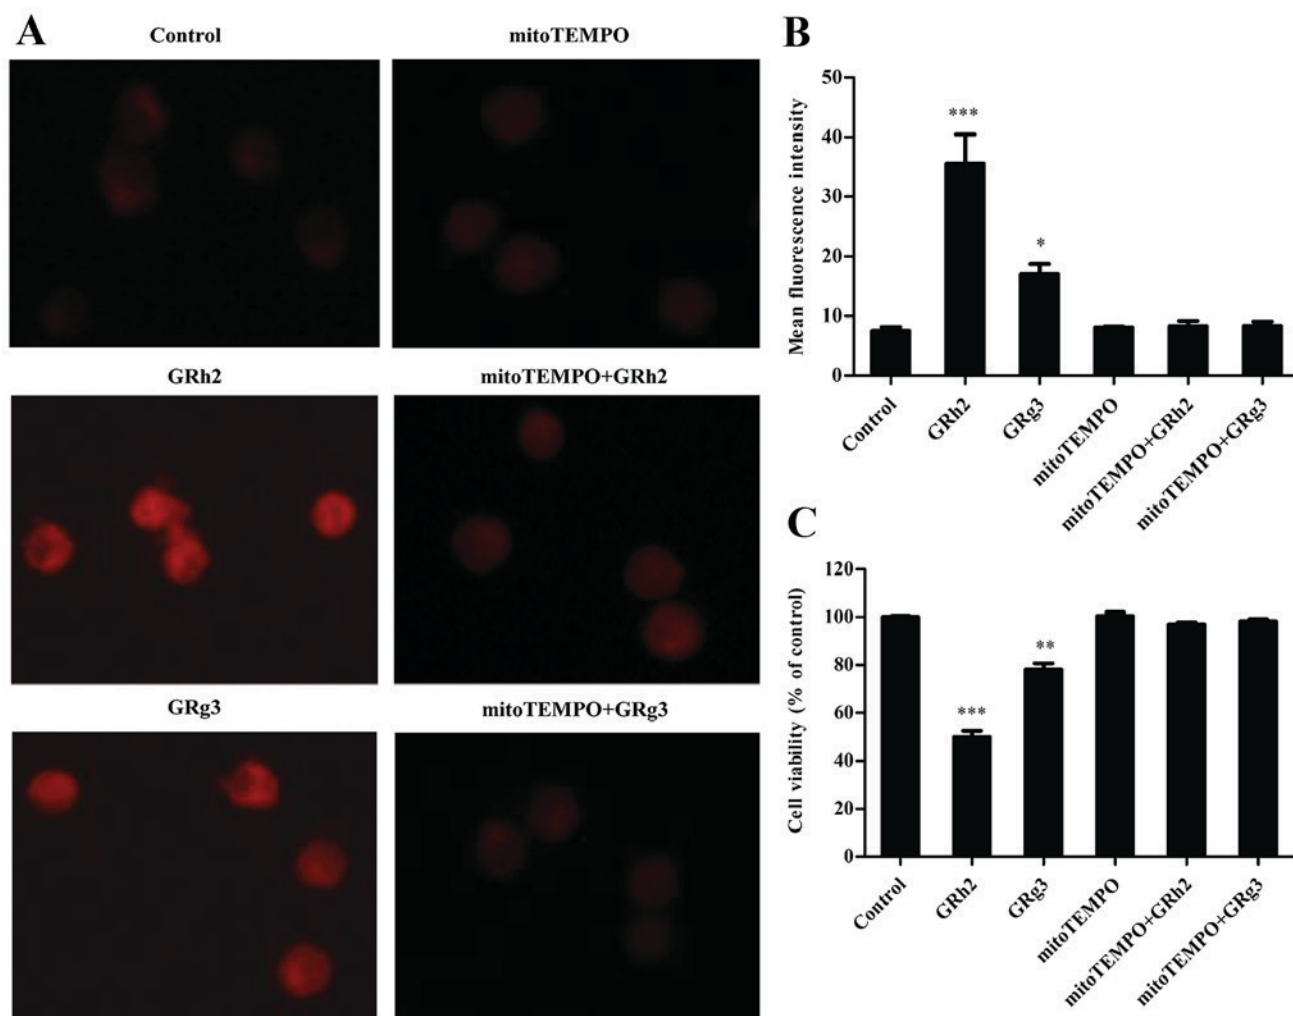 A
Control
mitoTEMPO
GRh2
mitoTEMPO+GRh2
GRg3
mitoTEMPO+GRg3
B
Mean fluorescence intensity
50
40
30
20
10
0
***
*
Control
GRh2
GRg3
mitoTEMPO
mitoTEMPO+GRh2
mitoTEMPO+GRg3
C
Cell viability (% of control)
120
100
80
60
40
20
0
***
**
Control
GRh2
GRg3
mitoTEMPO
mitoTEMPO+GRh2
mitoTEMPO+GRg3